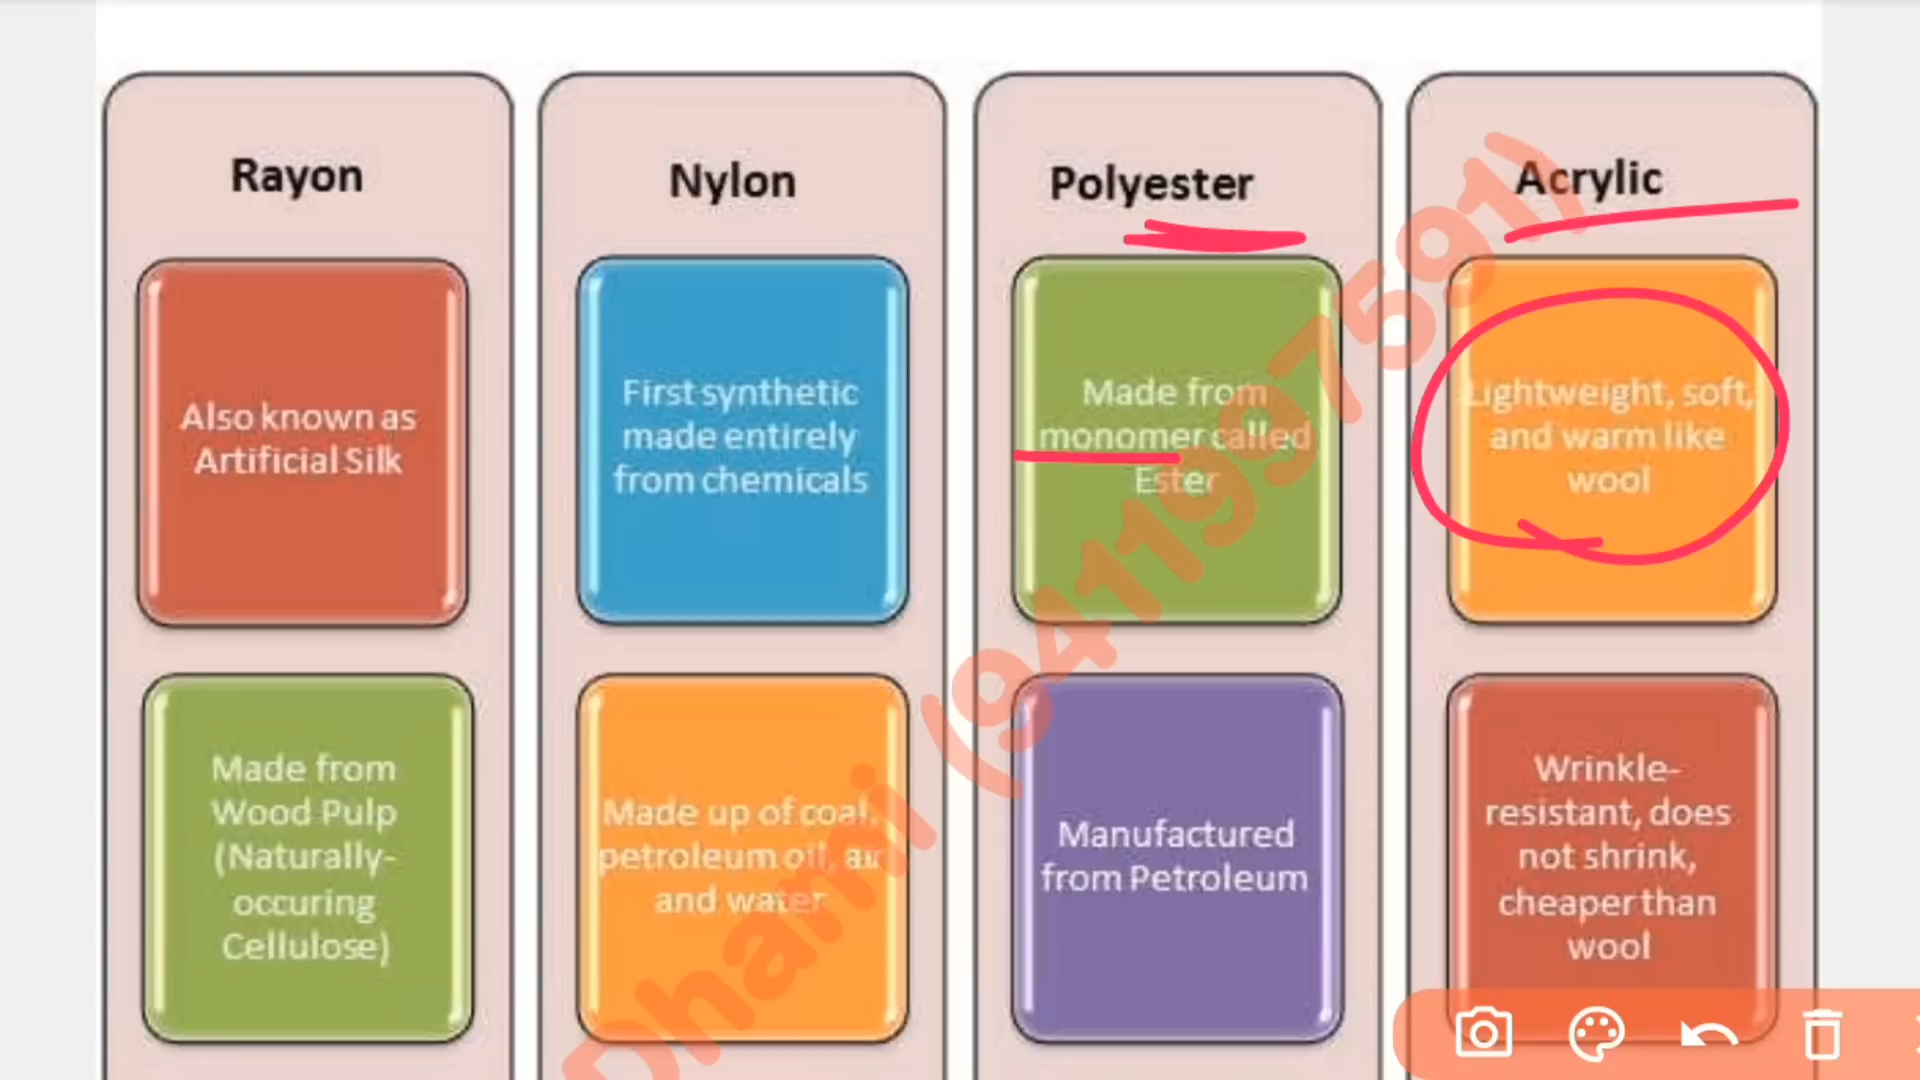 Rayon
Also known as
Artificial Silk
Made from
Wood Pulp
(Naturally-
occuring
Cellulose)
Nylon
First synthetic
made entirely
from chemicals
Made up of coal,
petroleum oil, air
and water
Polyester
Made from
monomer called
Ester
Manufactured
from Petroleum
Acrylic
Lightweight, soft,
and warm like
wool
Wrinkle-
resistant, does
not shrink,
cheaper than
wool
Dhami (9411997591)